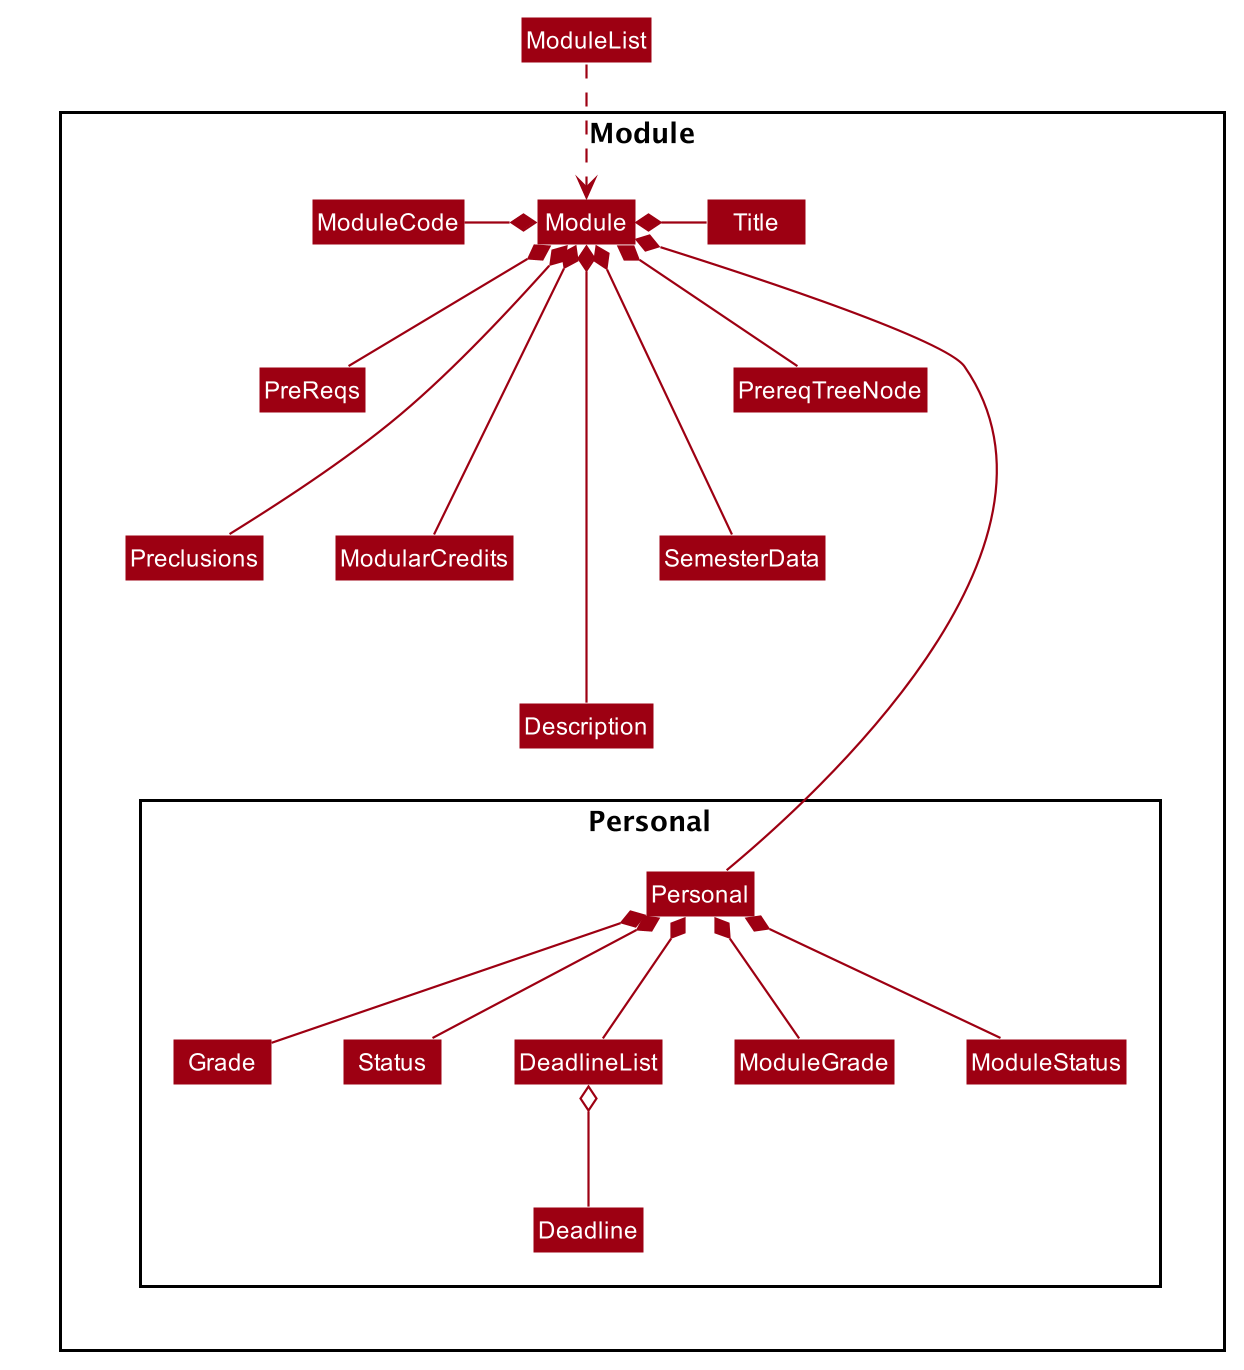 ModuleList
Module
ModuleCode
Module
Title
PreReqs
PrereqTreeNode
Preclusions
ModularCredits
SemesterData
Description
Personal
Personal
Grade
Status
DeadlineList
ModuleGrade
ModuleStatus
Deadline